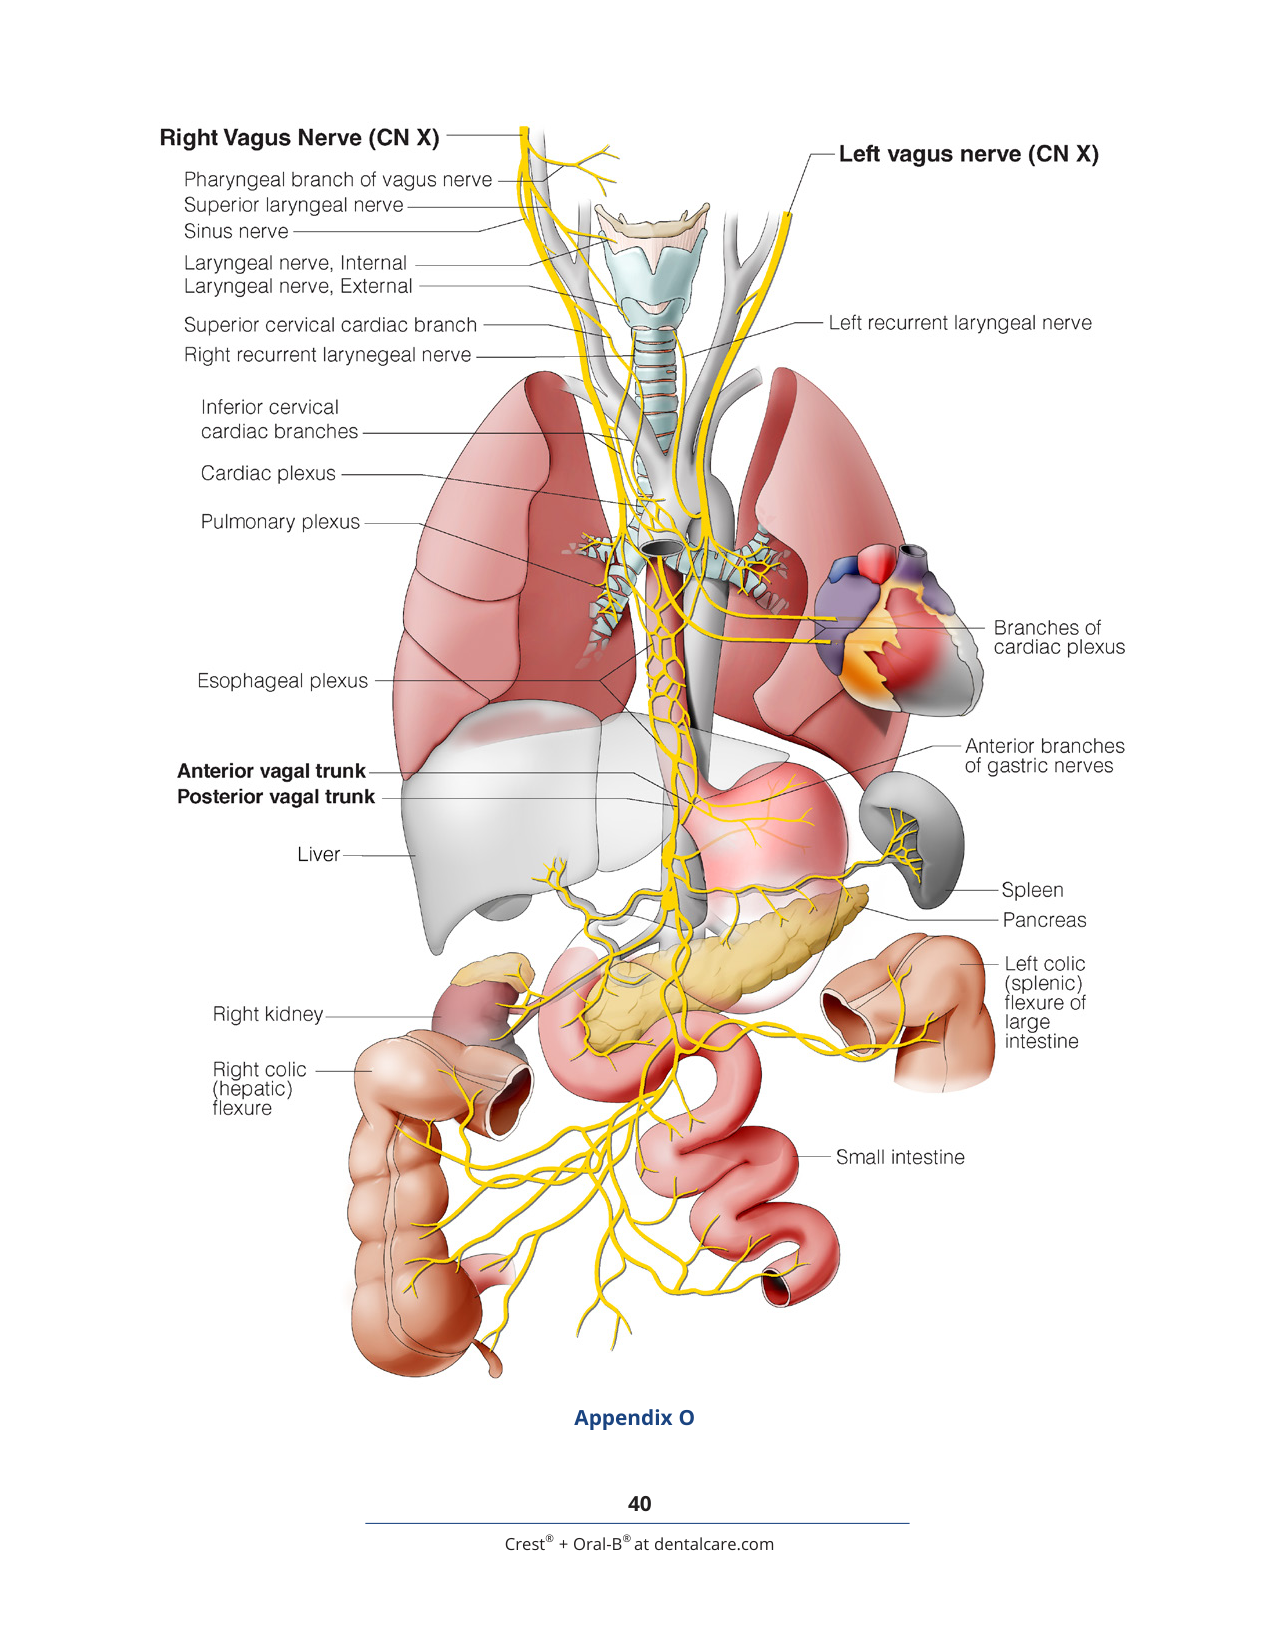 Right Vagus Nerve (CN X)
Left vagus nerve (CN X)
Pharyngeal branch of vagus nerve
Superior laryngeal nerve
Sinus nerve
Laryngeal nerve, Internal
Laryngeal nerve, External
Superior cervical cardiac branch
Left recurrent laryngeal nerve
Right recurrent larynegeal nerve
Inferior cervical
cardiac branches
Cardiac plexus
Pulmonary plexus
Branches of
cardiac plexus
Esophageal plexus
Anterior branches
of gastric nerves
Anterior vagal trunk
Posterior vagal trunk
Liver
Spleen
Pancreas
Left colic
(splenic)
flexure of
large
intestine
Right kidney
Right colic
(hepatic)
flexure
Small intestine
Appendix O
40
Crest® + Oral-B® at dentalcare.com